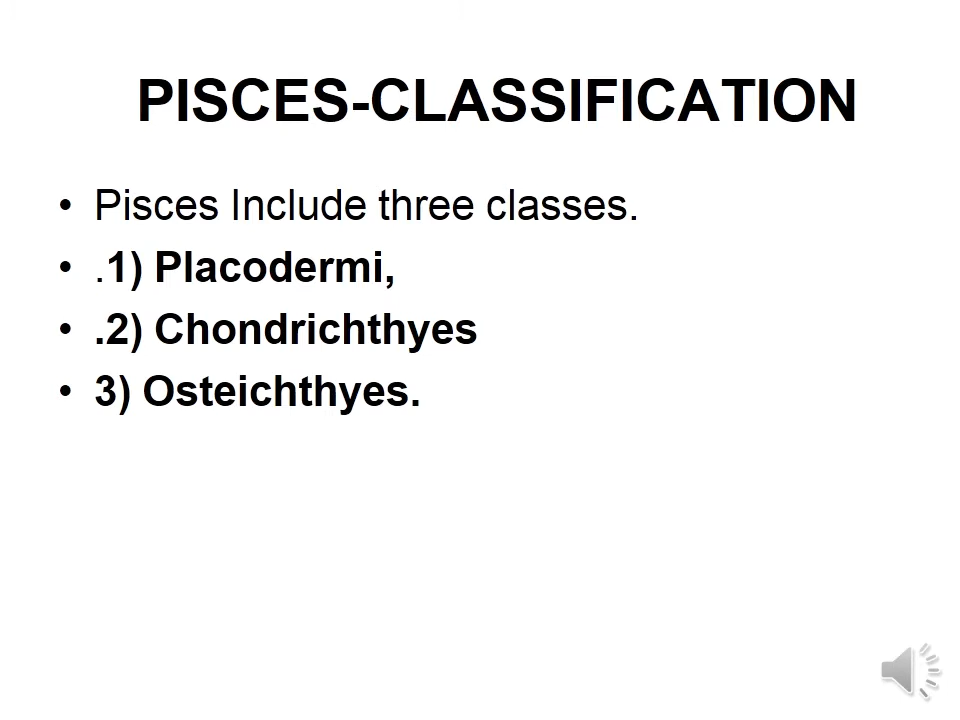 PISCES-CLASSIFICATION
• Pisces Include three classes.
• .1) Placodermi,
• .2) Chondrichthyes
• 3) Osteichthyes.